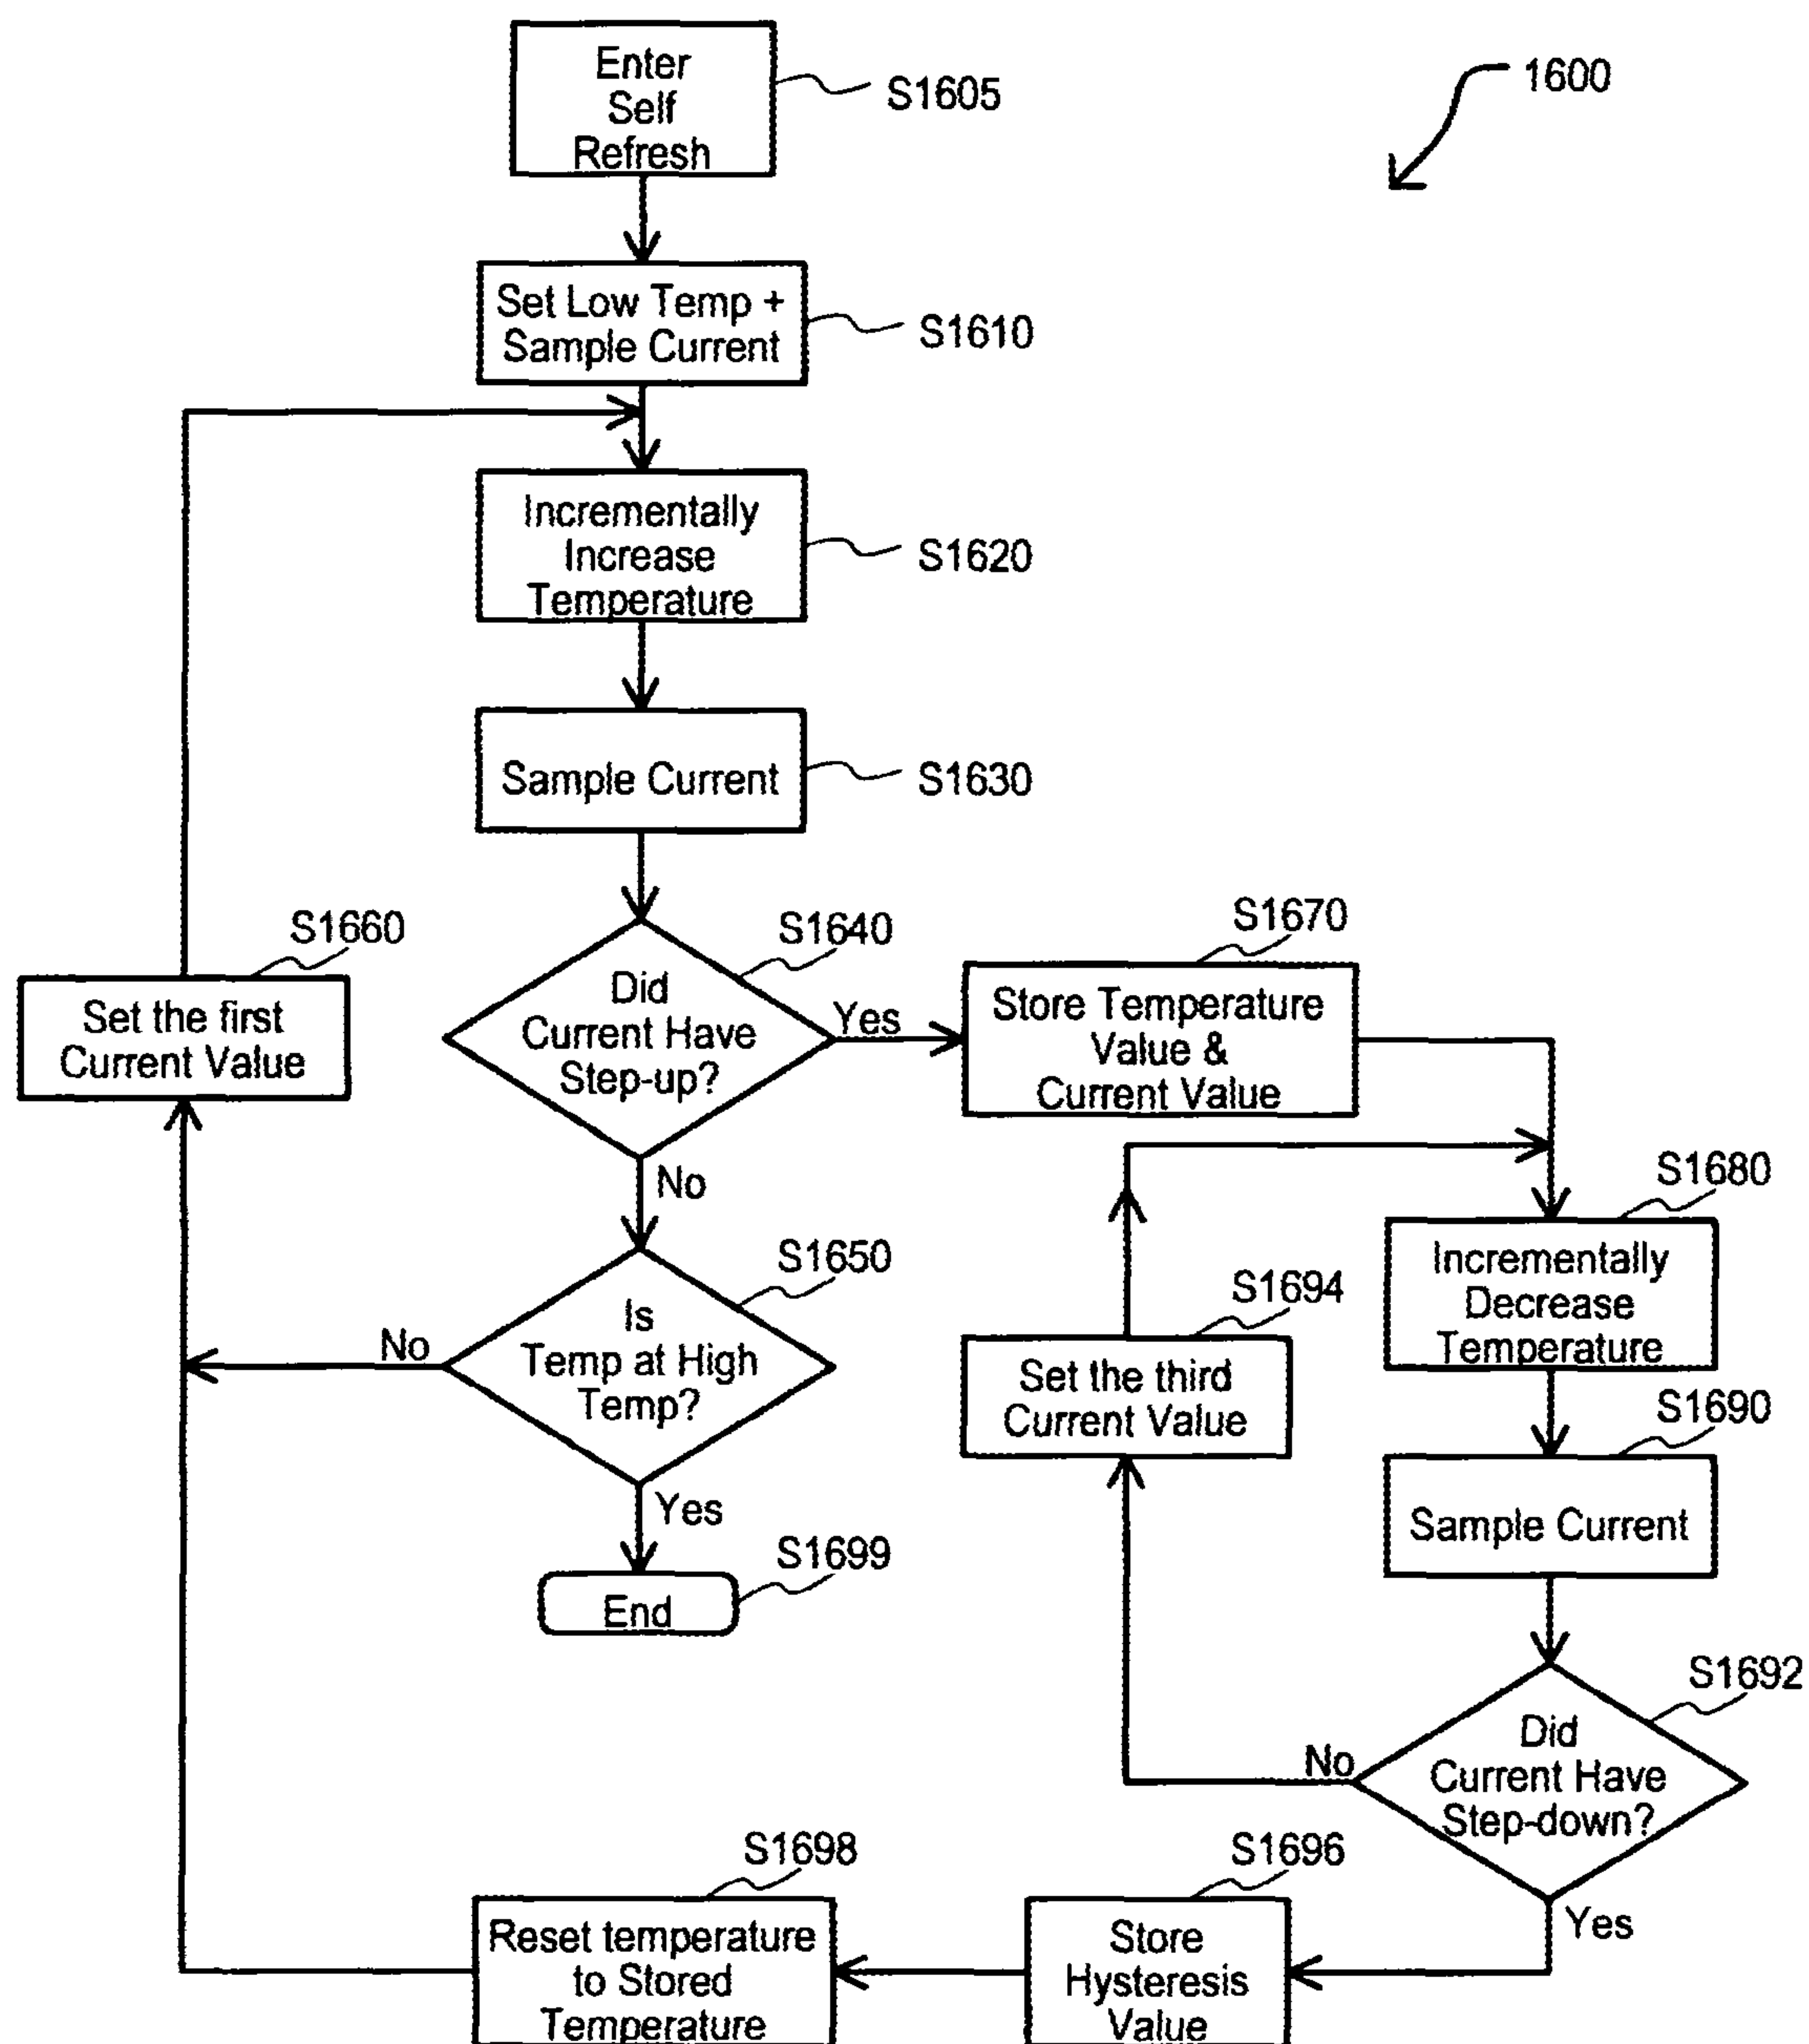 Enter
Self
Refresh
S1605
1600
Set Low Temp +
Sample Current
S1610
Incrementally
Increase
Temperature
S1620
Sample Current
S1630
S1660
Set the first
Current Value
S1640
Did
Current Have
Step-up?
Yes
No
S1670
Store Temperature
Value &
Current Value
S1650
Is
Temp at High
Temp?
No
Yes
S1699
End
S1680
Incrementally
Decrease
Temperature
S1694
Set the third
Current Value
S1690
Sample Current
S1692
Did
Current Have
Step-down?
No
Yes
S1696
Store
Hysteresis
Value
S1698
Reset temperature
to Stored
Temperature